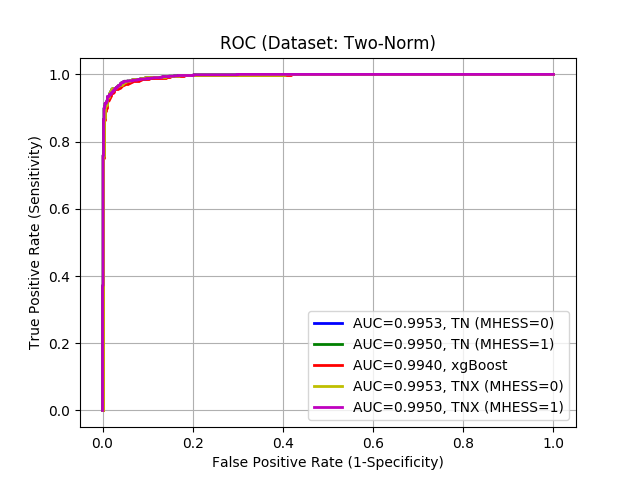 ROC (Dataset: Two-Norm)
True Positive Rate (Sensitivity)
1.0
0.8
0.6
0.4
0.2
0.0
AUC=0.9953, TN (MHESS=0)
AUC=0.9950, TN (MHESS=1)
AUC=0.9940, xgBoost
AUC=0.9953, TNX (MHESS=0)
AUC=0.9950, TNX (MHESS=1)
0.0 0.2 0.4 0.6 0.8 1.0
False Positive Rate (1-Specificity)